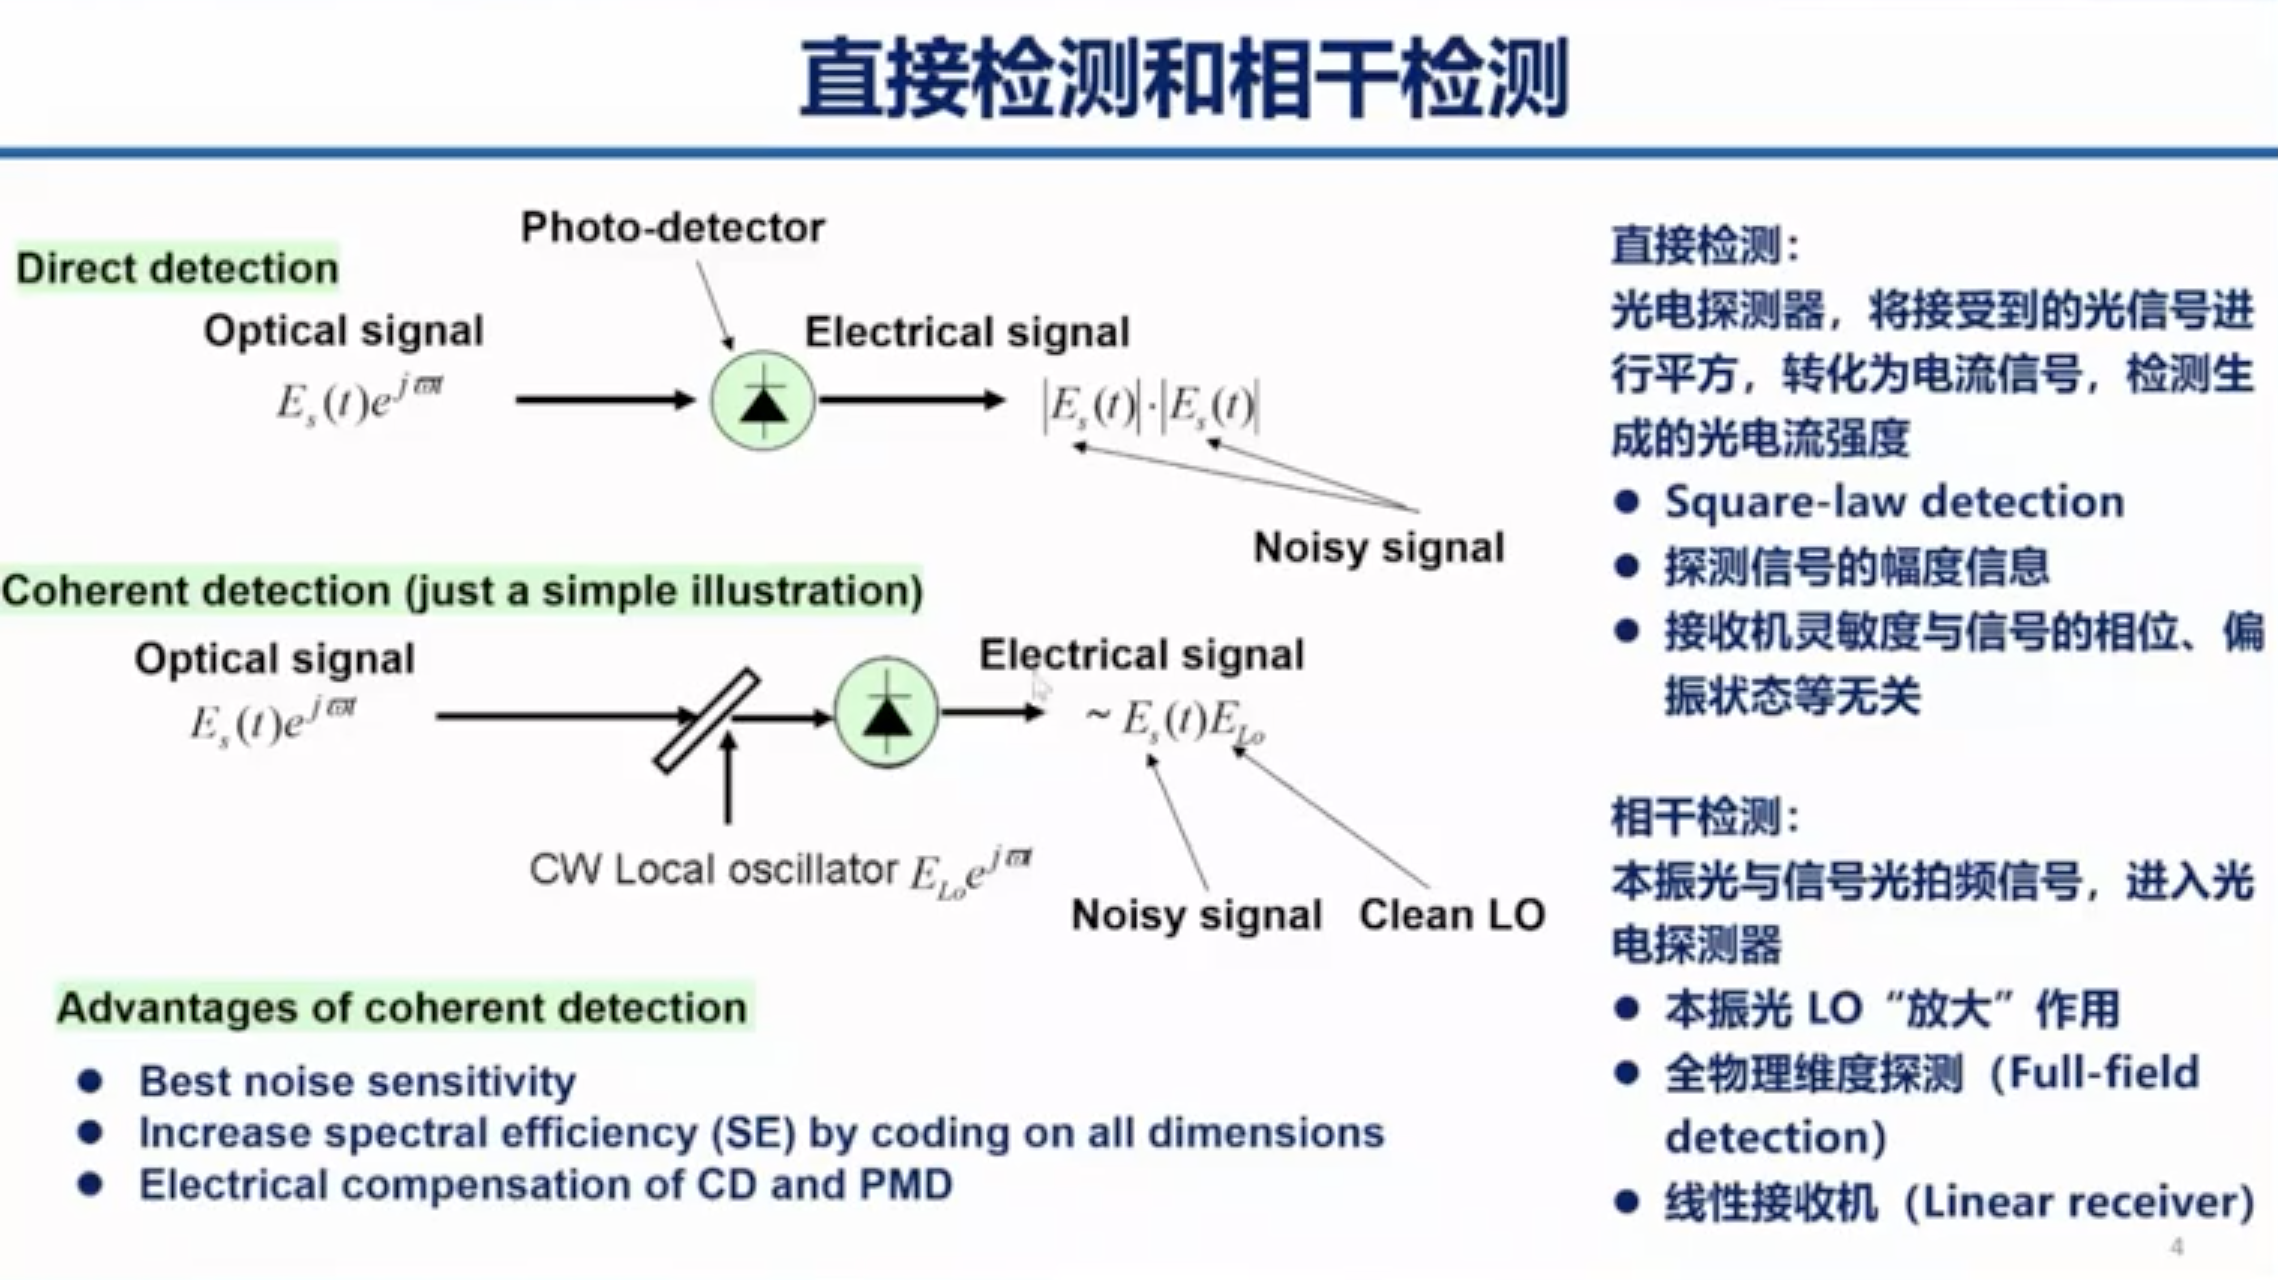 直接检测和相干检测
Direct detection
Photo-detector
Optical signal
Electrical signal
E_s(t)e^{jϖt}
|E_s(t)|·|E_s(t)|
Noisy signal
Coherent detection (just a simple illustration)
Optical signal
Electrical signal
E_s(t)e^{jϖt}
~ E_s(t)E_{Lo}
CW Local oscillator E_{Lo}e^{jϖt}
Noisy signal
Clean LO
Advantages of coherent detection
● Best noise sensitivity
● Increase spectral efficiency (SE) by coding on all dimensions
● Electrical compensation of CD and PMD
直接检测：
光电探测器，将接受到的光信号进
行平方，转化为电流信号，检测生
成的光电流强度
● Square-law detection
● 探测信号的幅度信息
● 接收机灵敏度与信号的相位、偏
振状态等无关
相干检测：
本振光与信号光拍频信号，进入光
电探测器
● 本振光 LO“放大”作用
● 全物理维度探测（Full-field
detection）
● 线性接收机（Linear receiver）
4